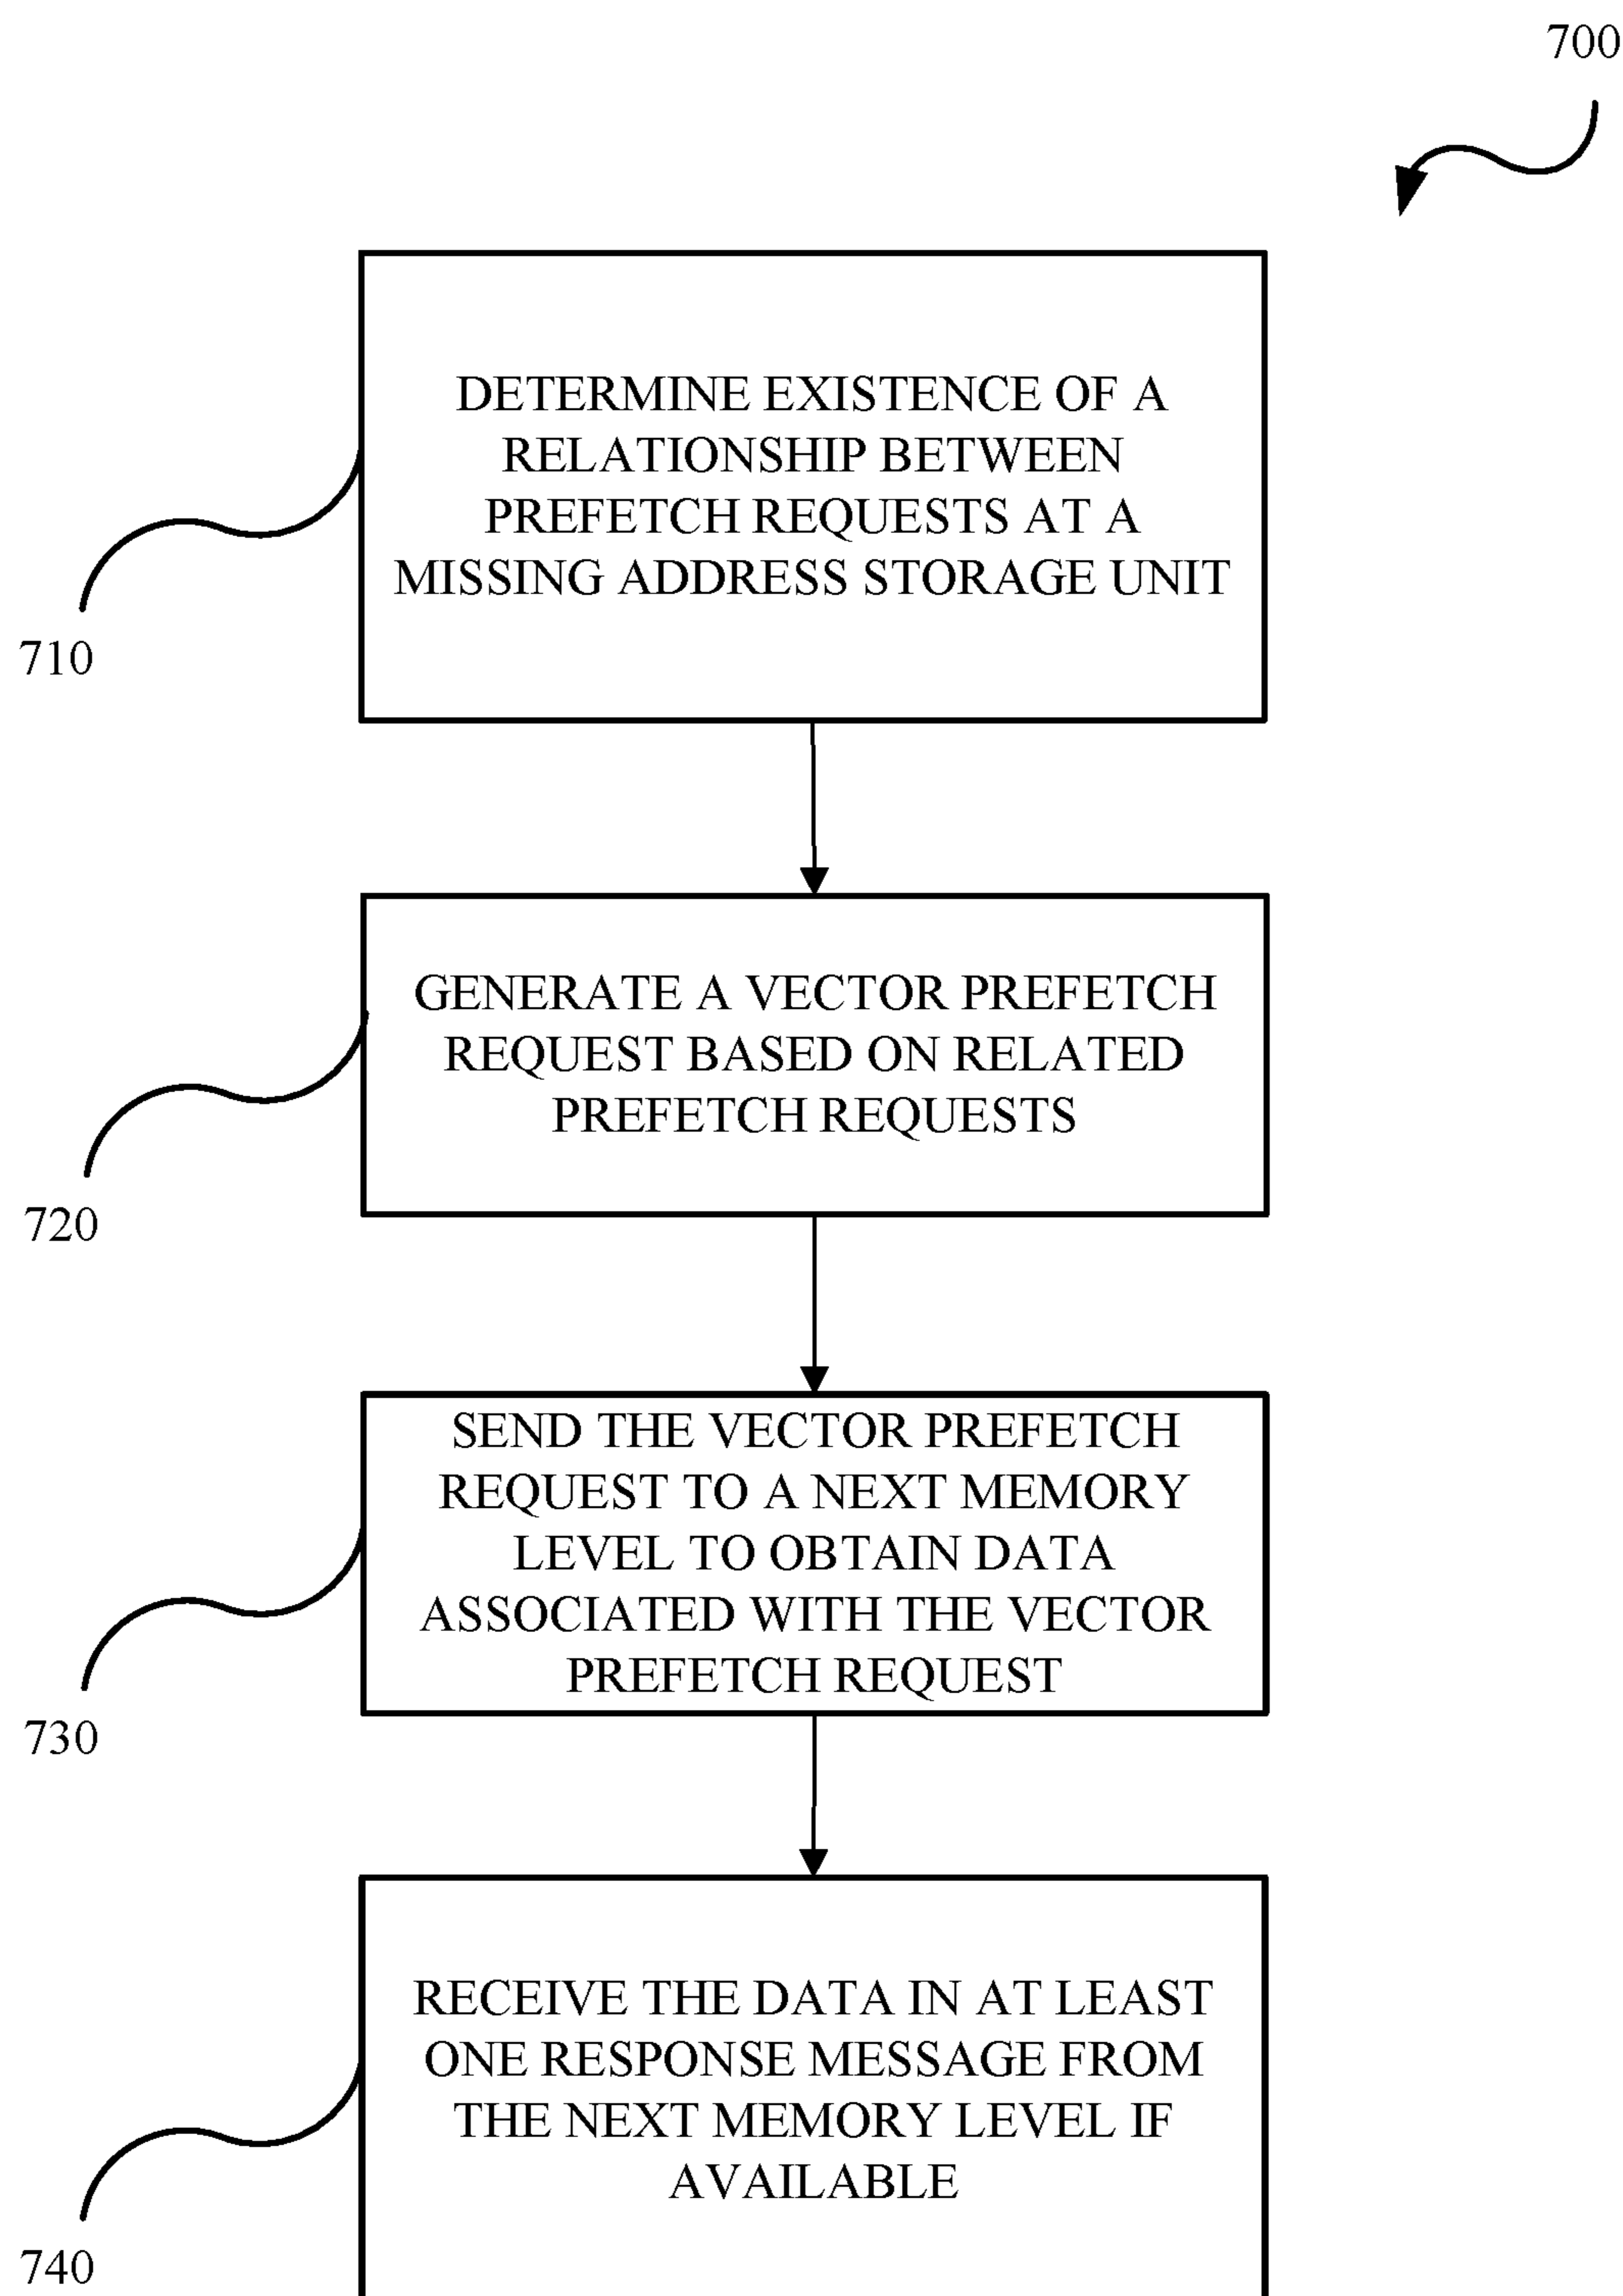 700
DETERMINE EXISTENCE OF A
RELATIONSHIP BETWEEN
PREFETCH REQUESTS AT A
MISSING ADDRESS STORAGE UNIT
710
GENERATE A VECTOR PREFETCH
REQUEST BASED ON RELATED
PREFETCH REQUESTS
720
SEND THE VECTOR PREFETCH
REQUEST TO A NEXT MEMORY
LEVEL TO OBTAIN DATA
ASSOCIATED WITH THE VECTOR
PREFETCH REQUEST
730
RECEIVE THE DATA IN AT LEAST
ONE RESPONSE MESSAGE FROM
THE NEXT MEMORY LEVEL IF
AVAILABLE
740